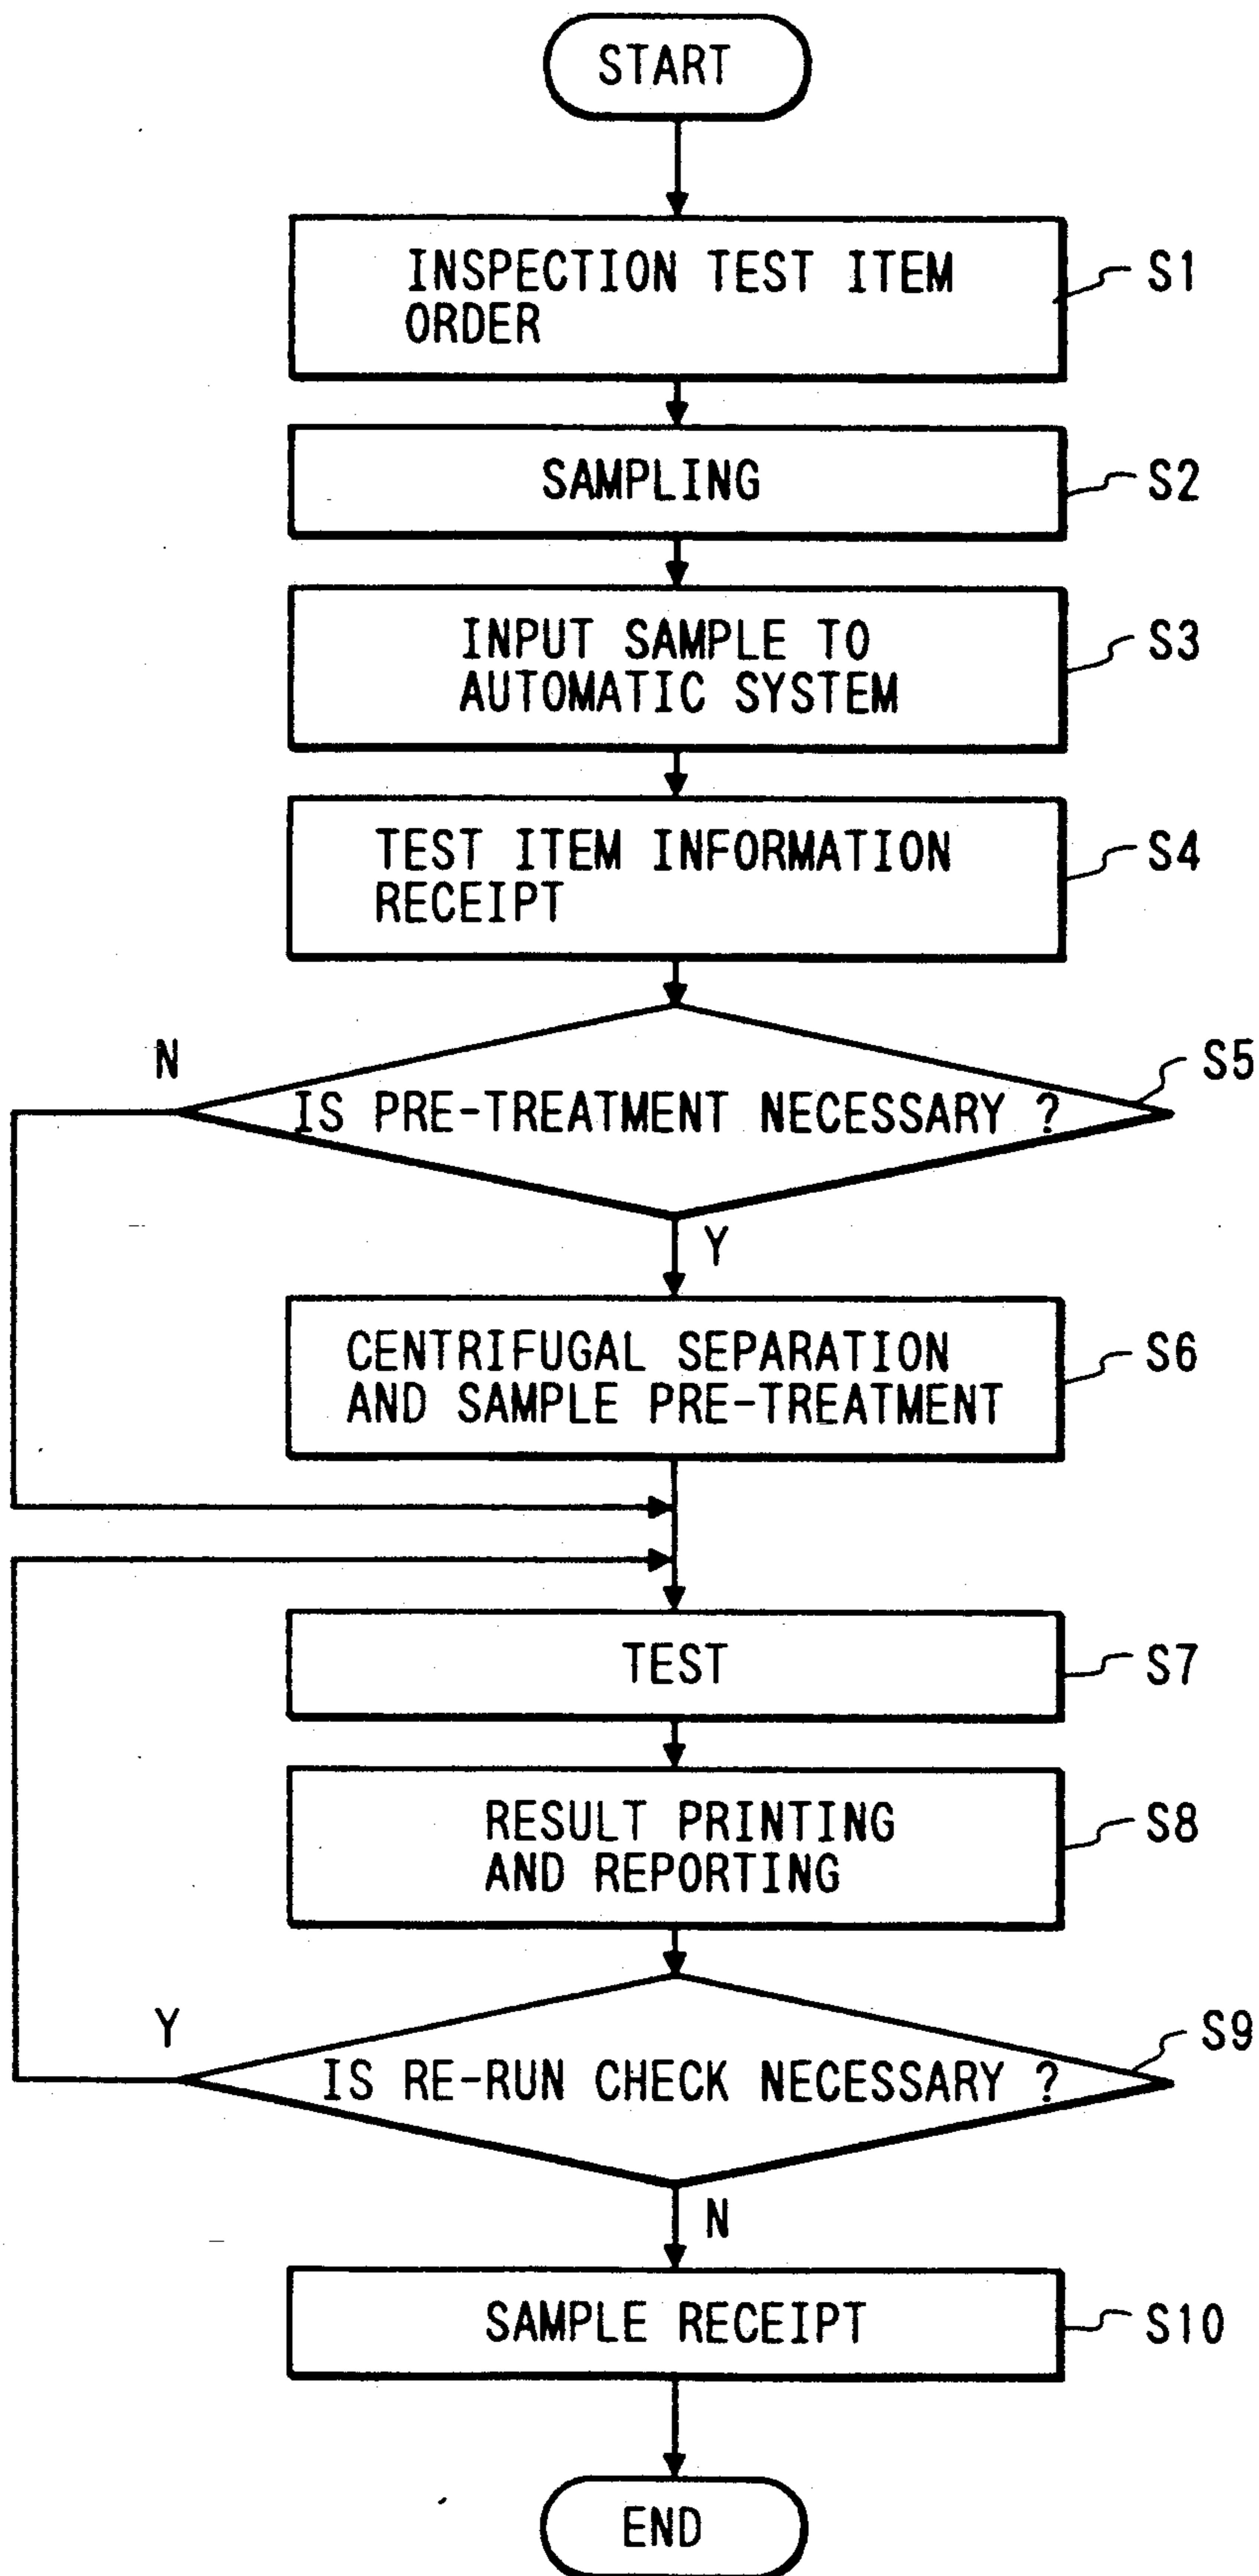 START
INSPECTION TEST ITEM
ORDER
S1
SAMPLING
S2
INPUT SAMPLE TO
AUTOMATIC SYSTEM
S3
TEST ITEM INFORMATION
RECEIPT
S4
N
IS PRE-TREATMENT NECESSARY ?
S5
Y
CENTRIFUGAL SEPARATION
AND SAMPLE PRE-TREATMENT
S6
TEST
S7
RESULT PRINTING
AND REPORTING
S8
Y
IS RE-RUN CHECK NECESSARY ?
S9
N
SAMPLE RECEIPT
S10
END